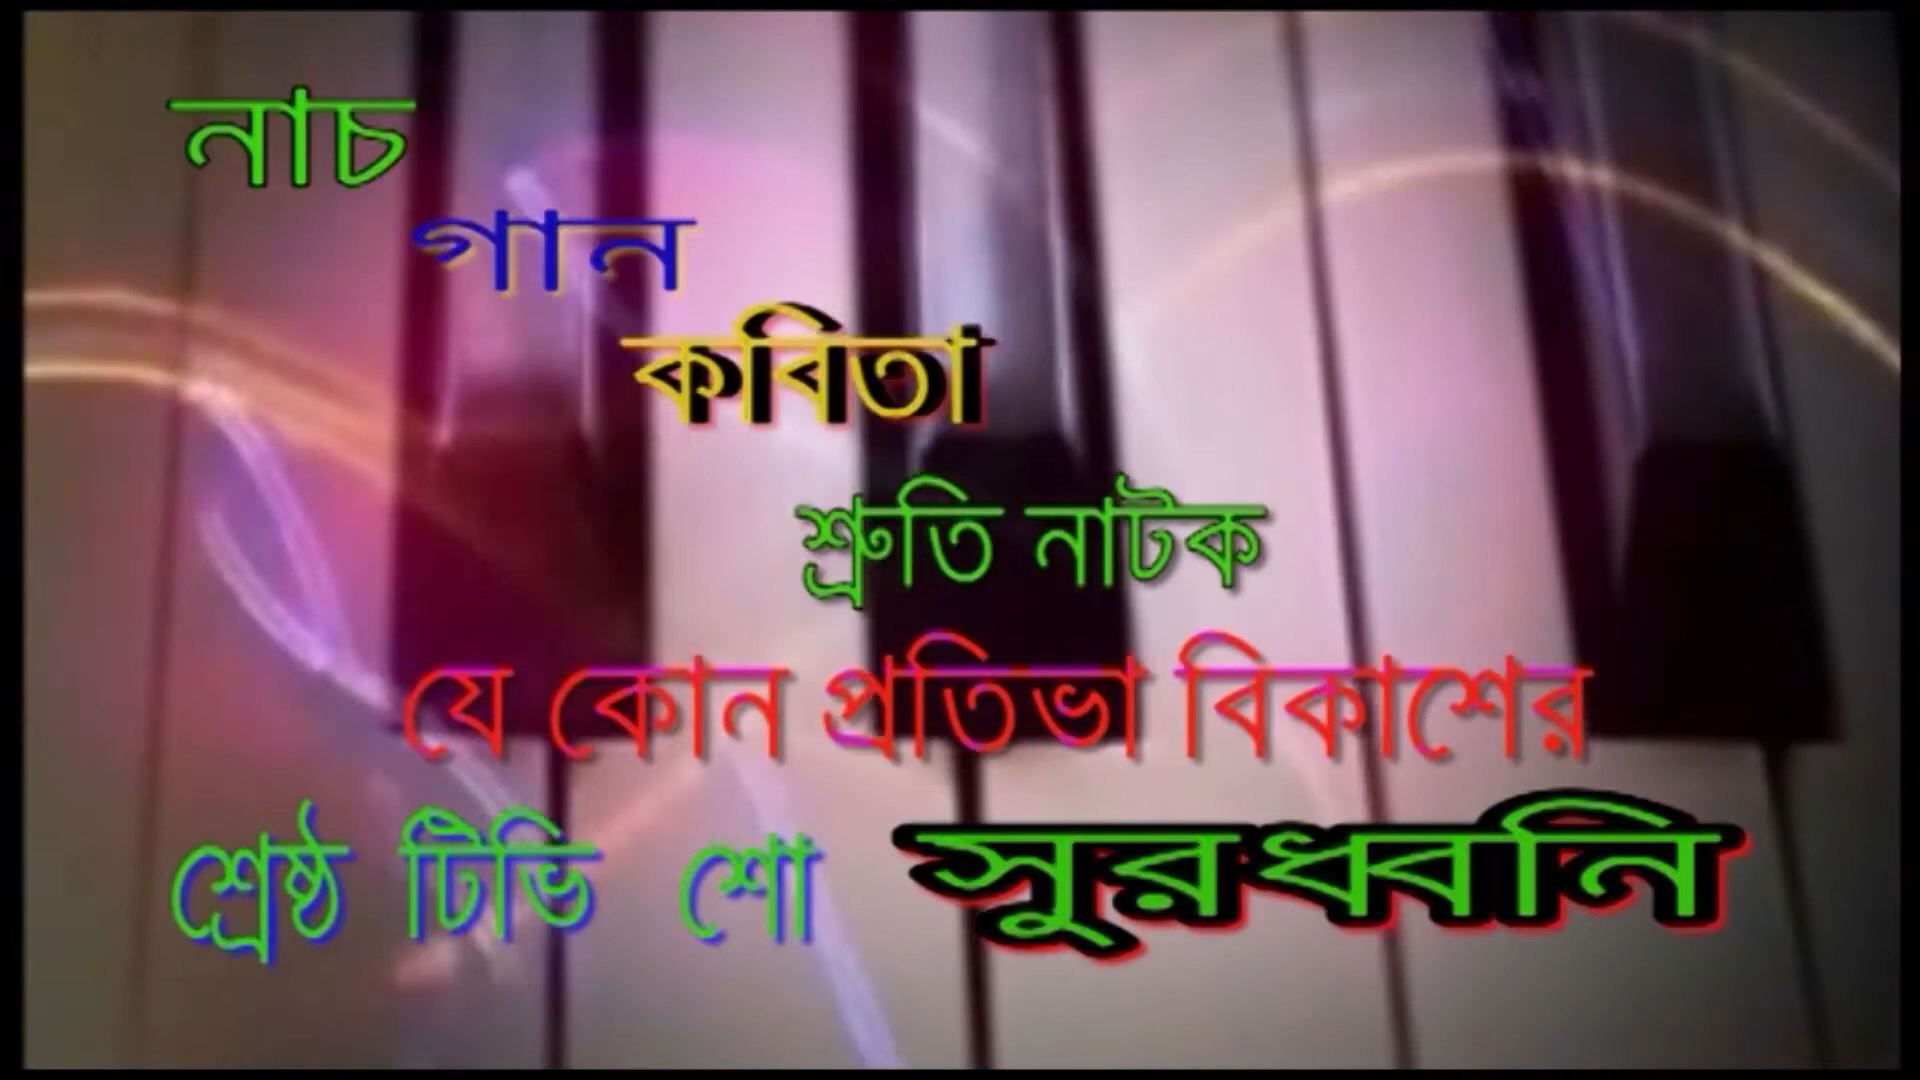 নাচ
গান
কবিতা
শ্রুতি নাটক
যে কোন প্রতিভা বিকাশের
শ্রেষ্ঠ টিভি শো সুরধ্বনি